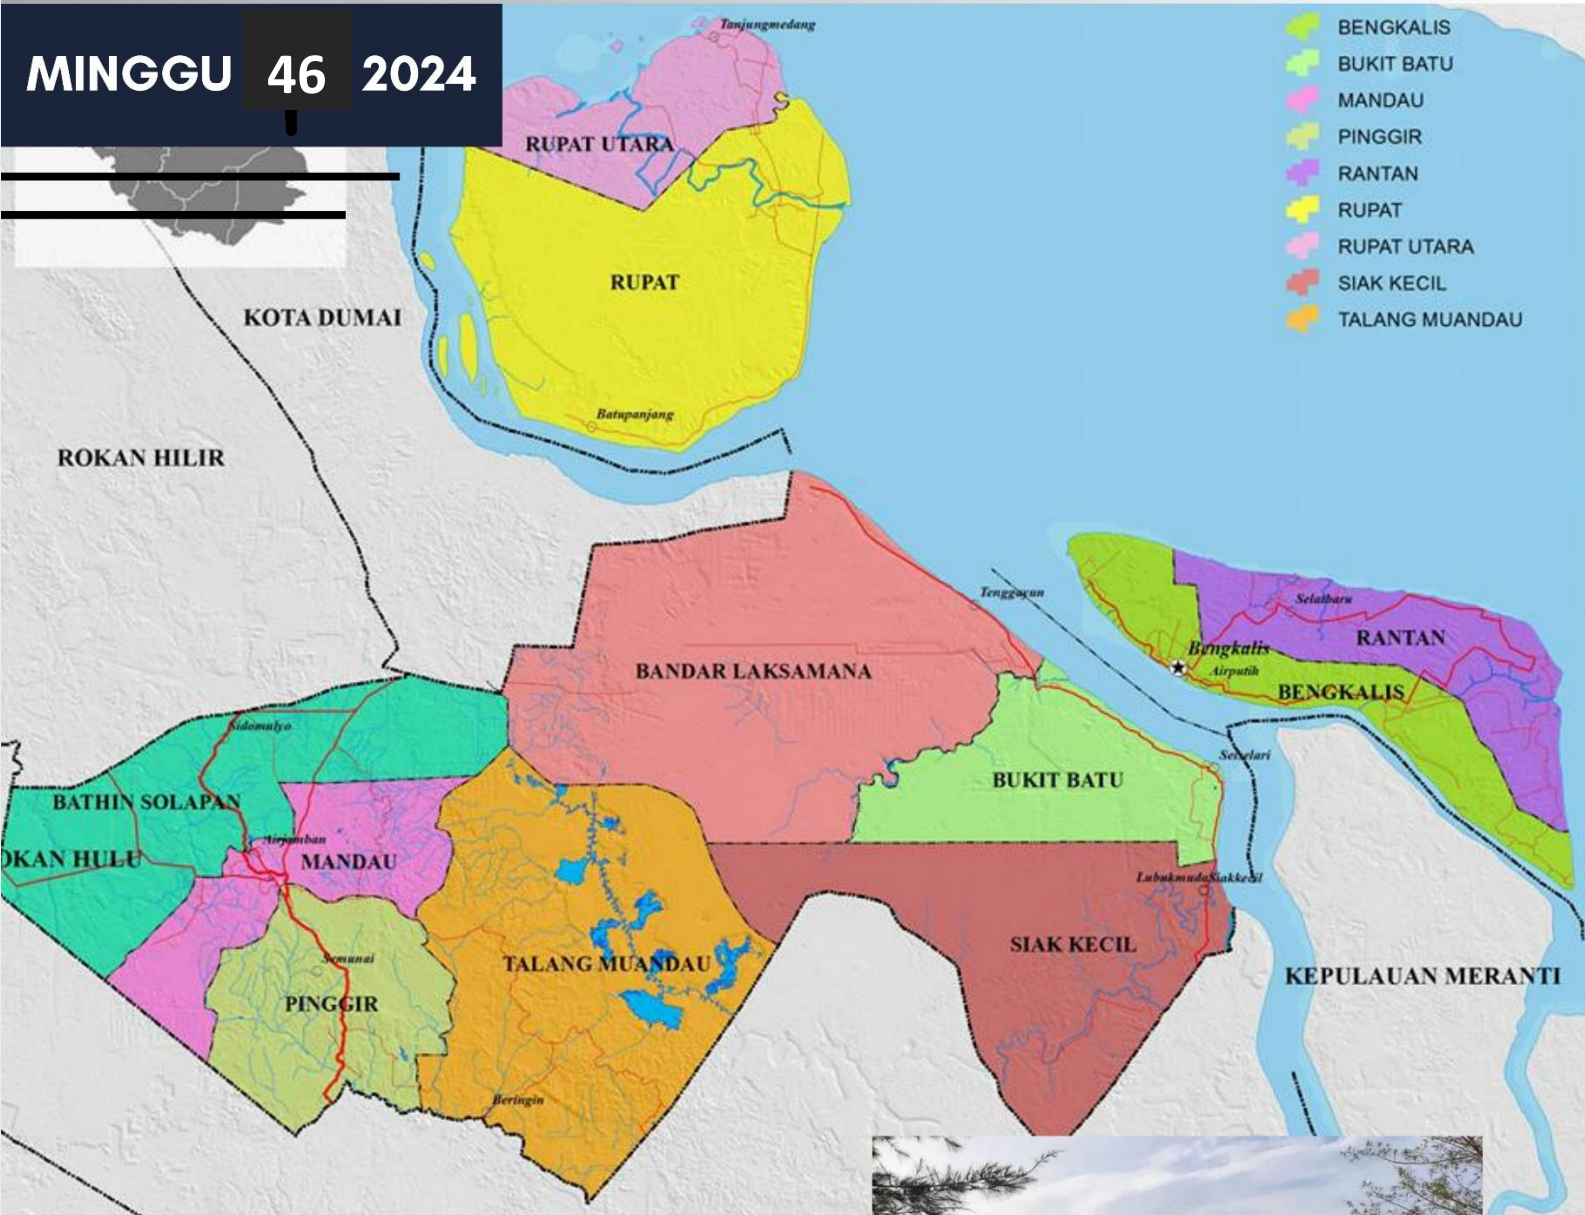 MINGGU 46 2024
Tanjungmedang
BENGKALIS
BUKIT BATU
MANDAU
PINGGIR
RANTAN
RUPAT
RUPAT UTARA
SIAK KECIL
TALANG MUANDAU
RUPAT UTARA
RUPAT
KOTA DUMAI
Batupanjang
ROKAN HILIR
Tenggayun
Selatbaru
RANTAN
Bengkalis
Airputih
BENGKALIS
BANDAR LAKSAMANA
Sidomulyo
BUKIT BATU
BATHIN SOLAPAN
Airjamban
MANDAU
OKAN HULU
LubukmudaSiakkecil
SIAK KECIL
TALANG MUANDAU
Semunai
PINGGIR
KEPULAUAN MERANTI
Beringin